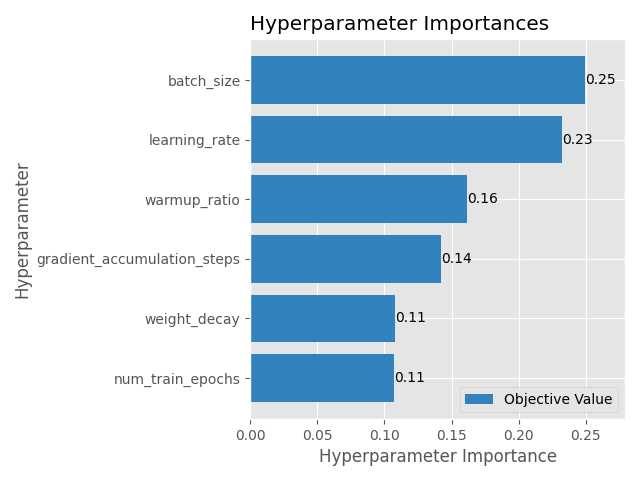 Hyperparameter Importances
Hyperparameter
batch_size
0.25
learning_rate
0.23
warmup_ratio
0.16
gradient_accumulation_steps
0.14
weight_decay
0.11
num_train_epochs
0.11
Objective Value
0.00 0.05 0.10 0.15 0.20 0.25
Hyperparameter Importance